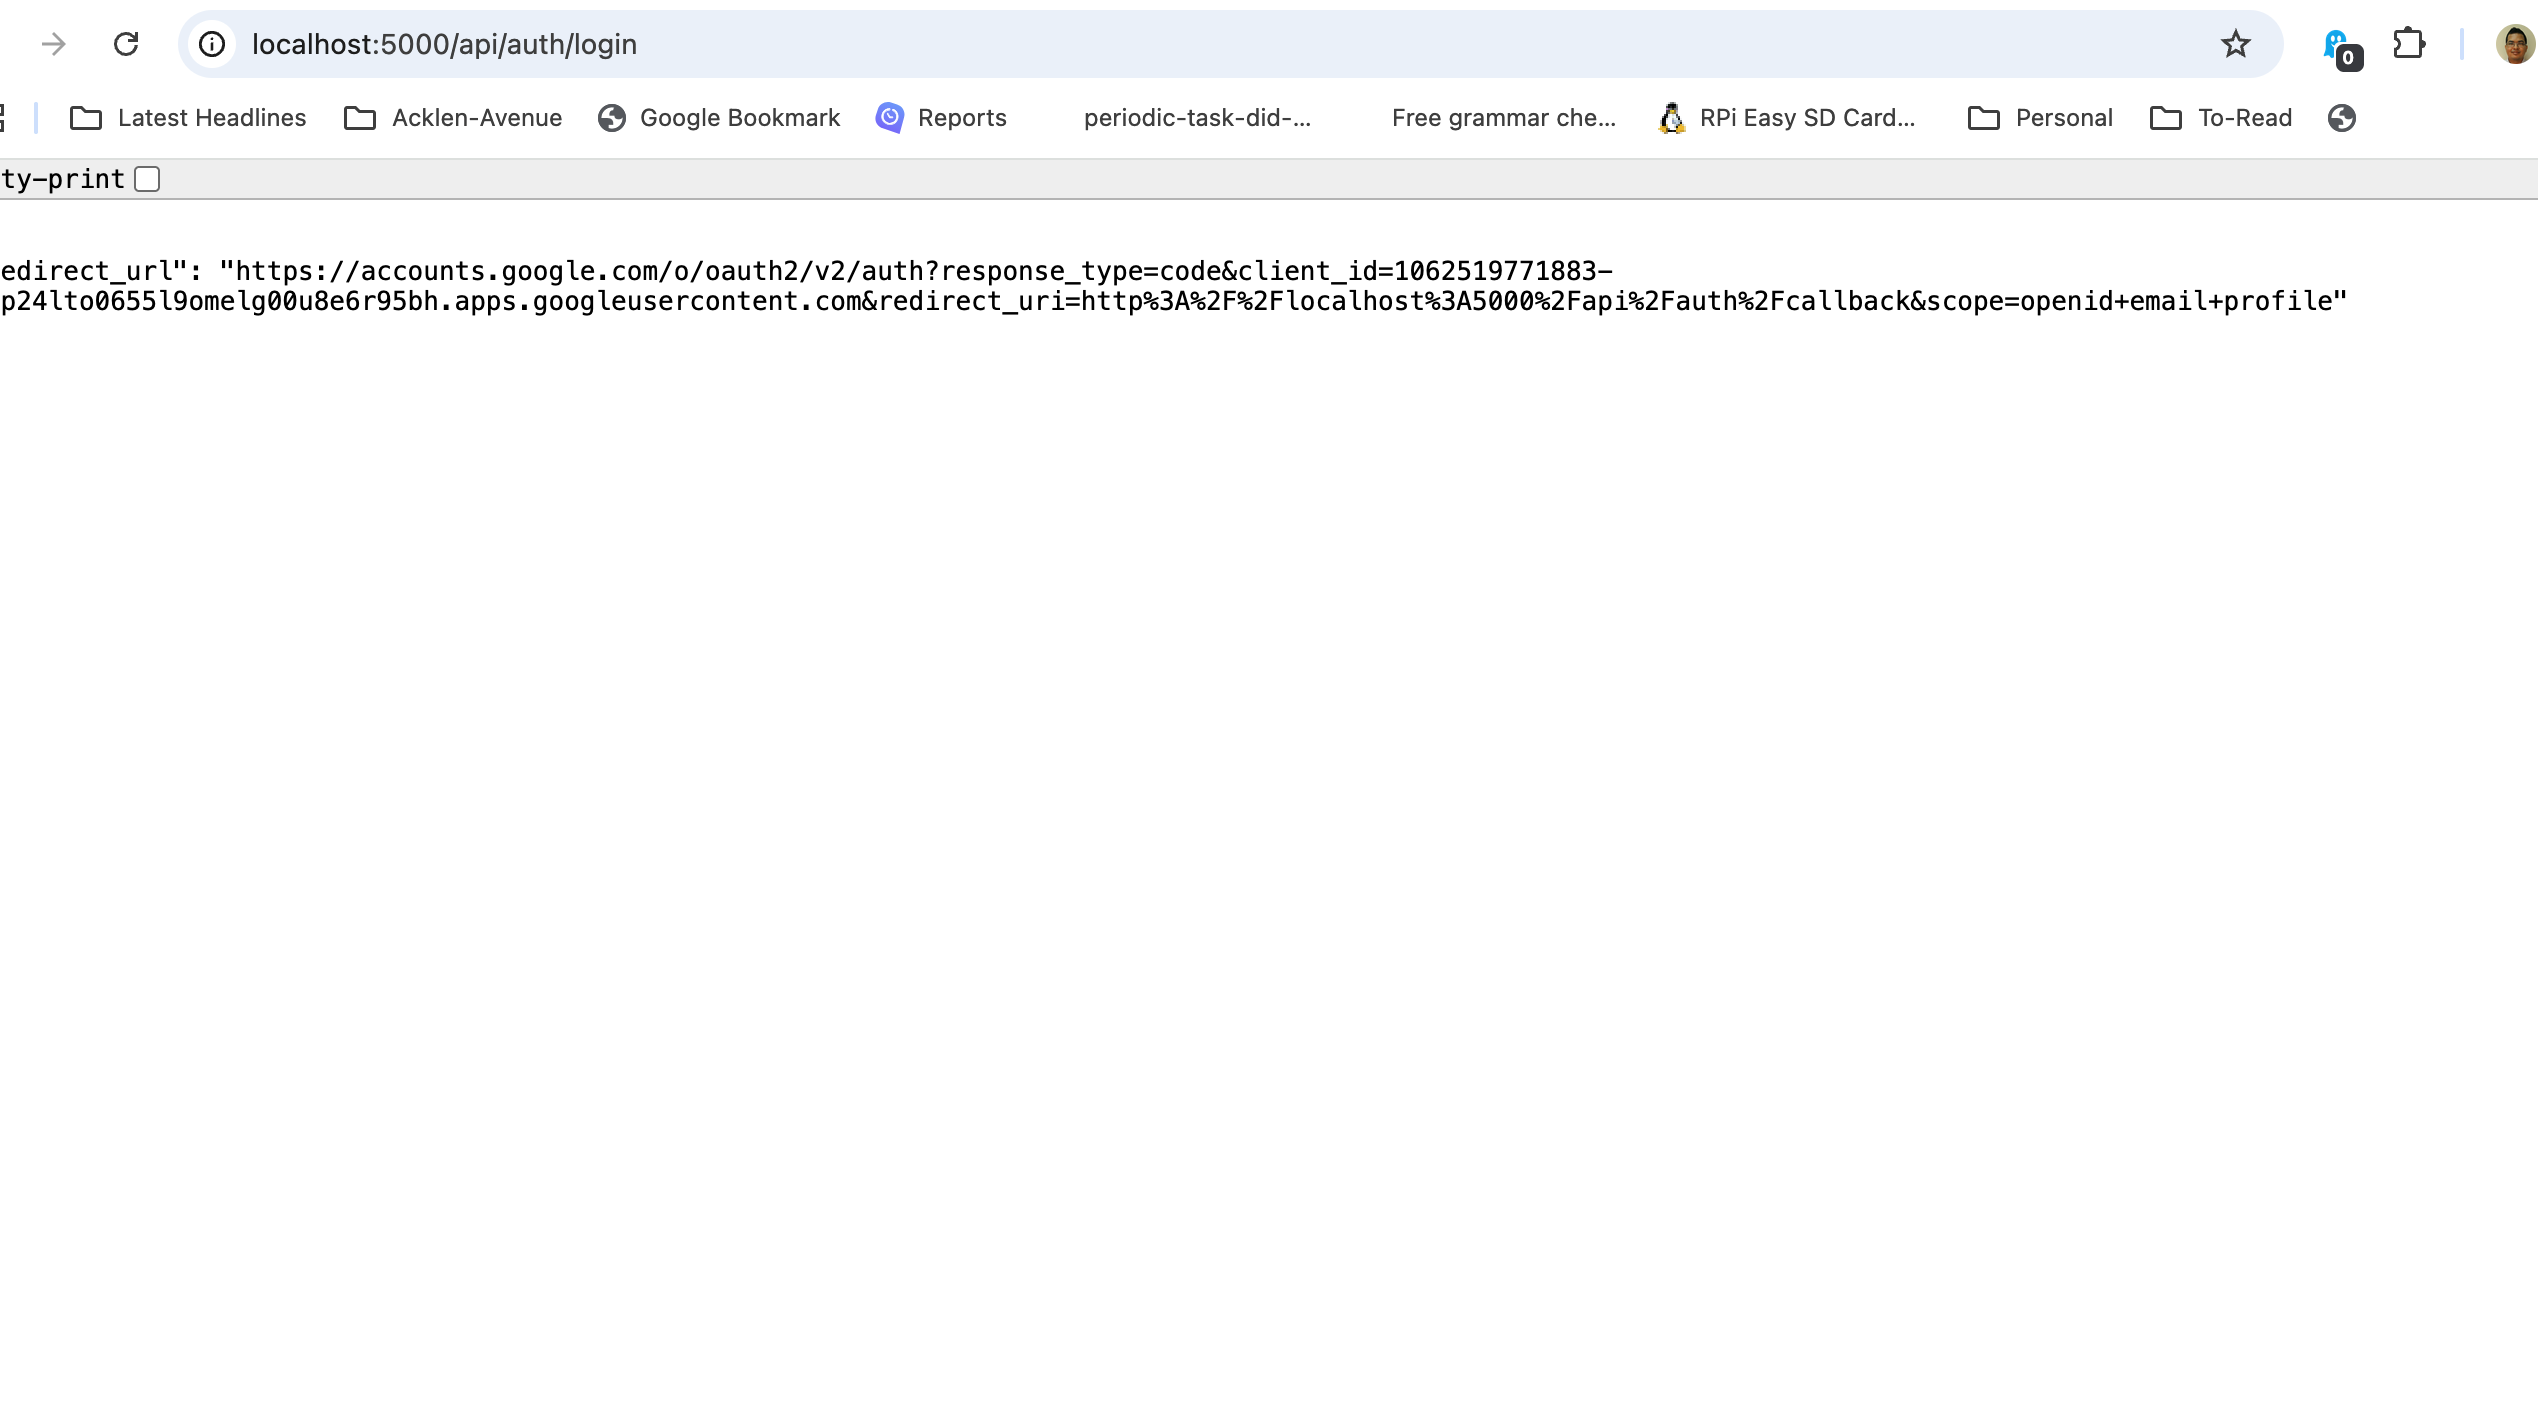 localhost:5000/api/auth/login
0
Latest Headlines
Acklen-Avenue
Google Bookmark
Reports
periodic-task-did-...
Free grammar che...
RPi Easy SD Card...
Personal
To-Read
ty-print
edirect_url": "https://accounts.google.com/o/oauth2/v2/auth?response_type=code&client_id=1062519771883-
p24lto0655l9omelg00u8e6r95bh.apps.googleusercontent.com&redirect_uri=http%3A%2F%2Flocalhost%3A5000%2Fapi%2Fauth%2Fcallback&scope=openid+email+profile"